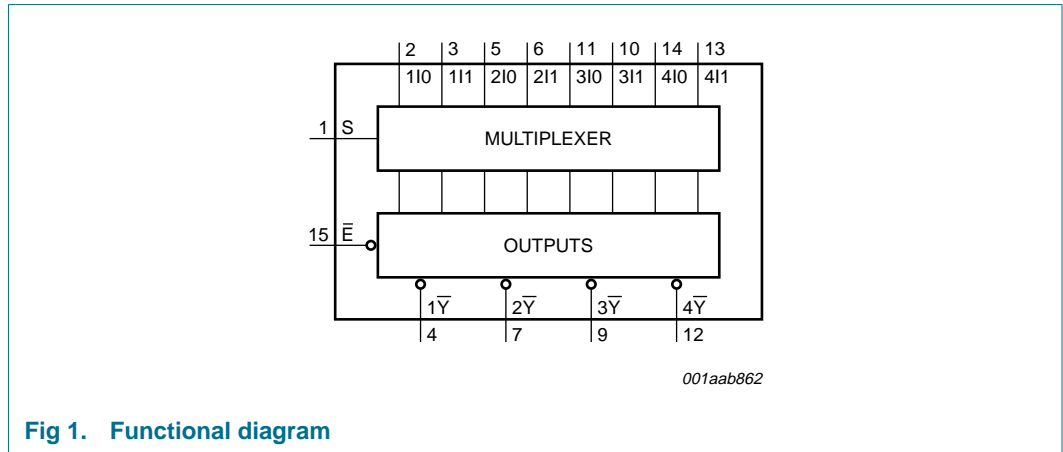 2 3 5 6 11 10 14 13
1I0 1I1 2I0 2I1 3I0 3I1 4I0 4I1
1 S
MULTIPLEXER
15 E̅
OUTPUTS
1Y̅ 2Y̅ 3Y̅ 4Y̅
4 7 9 12
001aab862
Fig 1. Functional diagram